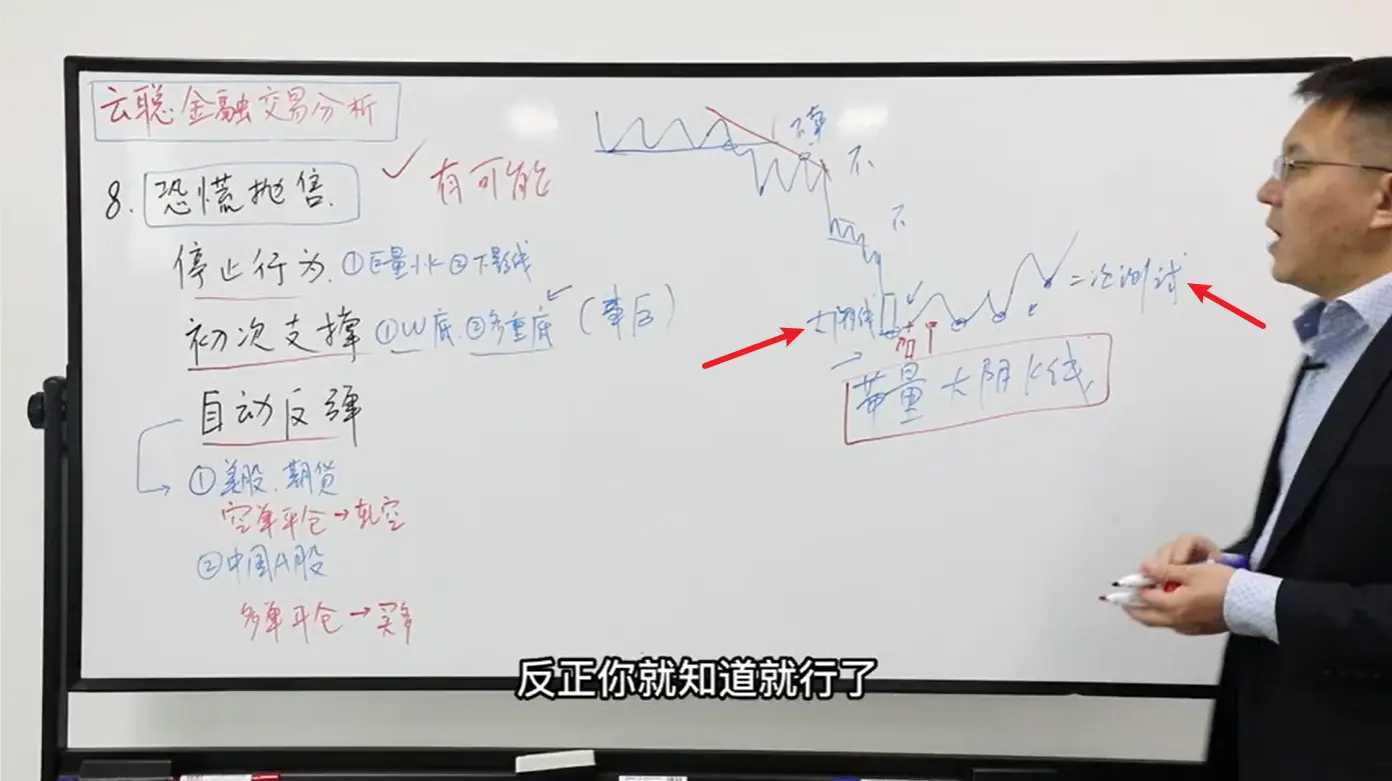 云聪金融交易分析
8. 恐慌抛售 ✓ 有可能
停止行为 ①巨量小K ②下影线
初次支撑 ①W底 ②多重底 (事后)
自动反弹
①美股、期货
空单平仓→轧空
②中国A股
多单平仓→买多
不
不
二次测试
大阴线
带量大阴K线
反正你就知道就行了